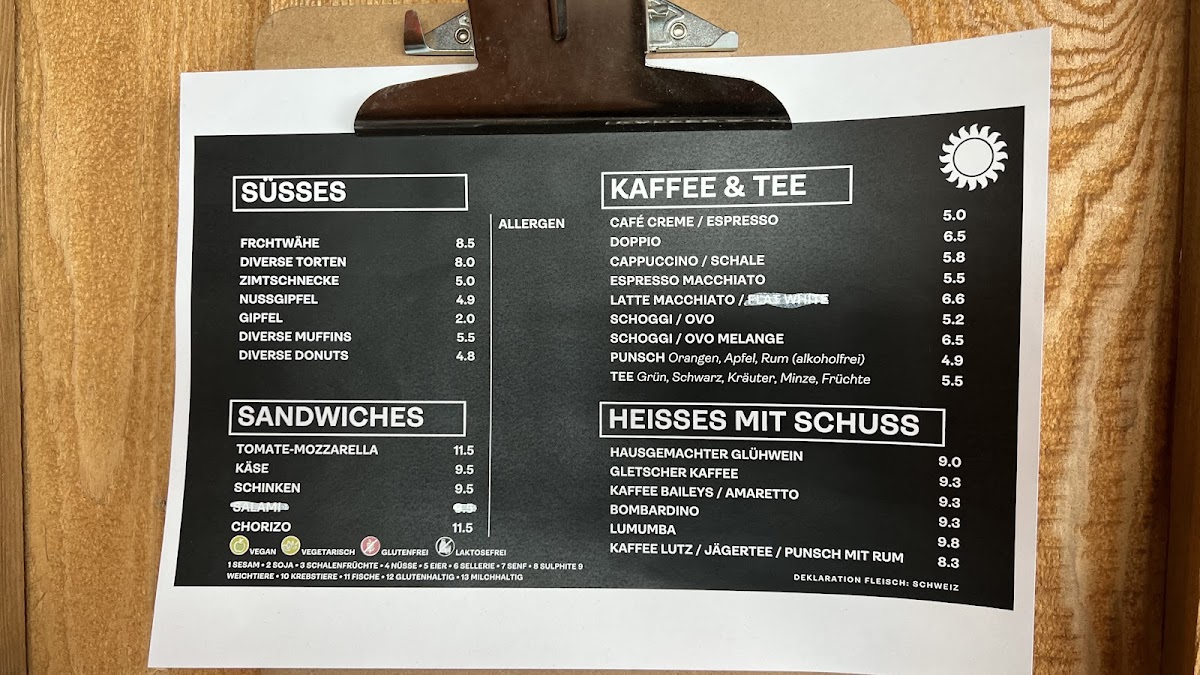 SÜSSES
ALLERGEN
FRCHTWÄHE 8.5
DIVERSE TORTEN 8.0
ZIMTSCHNECKE 5.0
NUSSGIPFEL 4.9
GIPFEL 2.0
DIVERSE MUFFINS 5.5
DIVERSE DONUTS 4.8
SANDWICHES
TOMATE-MOZZARELLA 11.5
KÄSE 9.5
SCHINKEN 9.5
SALAMI
CHORIZO 11.5
VEGAN VEGETARISCH GLUTENFREI LAKTOSEFREI
1 SESAM • 2 SOJA • 3 SCHALENFRÜCHTE • 4 NÜSSE • 5 EIER • 6 SELLERIE • 7 SENF • 8 SULPHITE 9
WEICHTIERE • 10 KREBSTIERE • 11 FISCHE • 12 GLUTENHALTIG • 13 MILCHHALTIG
KAFFEE & TEE
CAFÉ CREME / ESPRESSO 5.0
DOPPIO 6.5
CAPPUCCINO / SCHALE 5.8
ESPRESSO MACCHIATO 5.5
LATTE MACCHIATO / FLAT WHITE 6.6
SCHOGGI / OVO 5.2
SCHOGGI / OVO MELANGE 6.5
PUNSCH Orangen, Apfel, Rum (alkoholfrei) 4.9
TEE Grün, Schwarz, Kräuter, Minze, Früchte 5.5
HEISSES MIT SCHUSS
HAUSGEMACHTER GLÜHWEIN 9.0
GLETSCHER KAFFEE 9.3
KAFFEE BAILEYS / AMARETTO 9.3
BOMBARDINO 9.3
LUMUMBA 9.8
KAFFEE LUTZ / JÄGERTEE / PUNSCH MIT RUM 8.3
DEKLARATION FLEISCH: SCHWEIZ